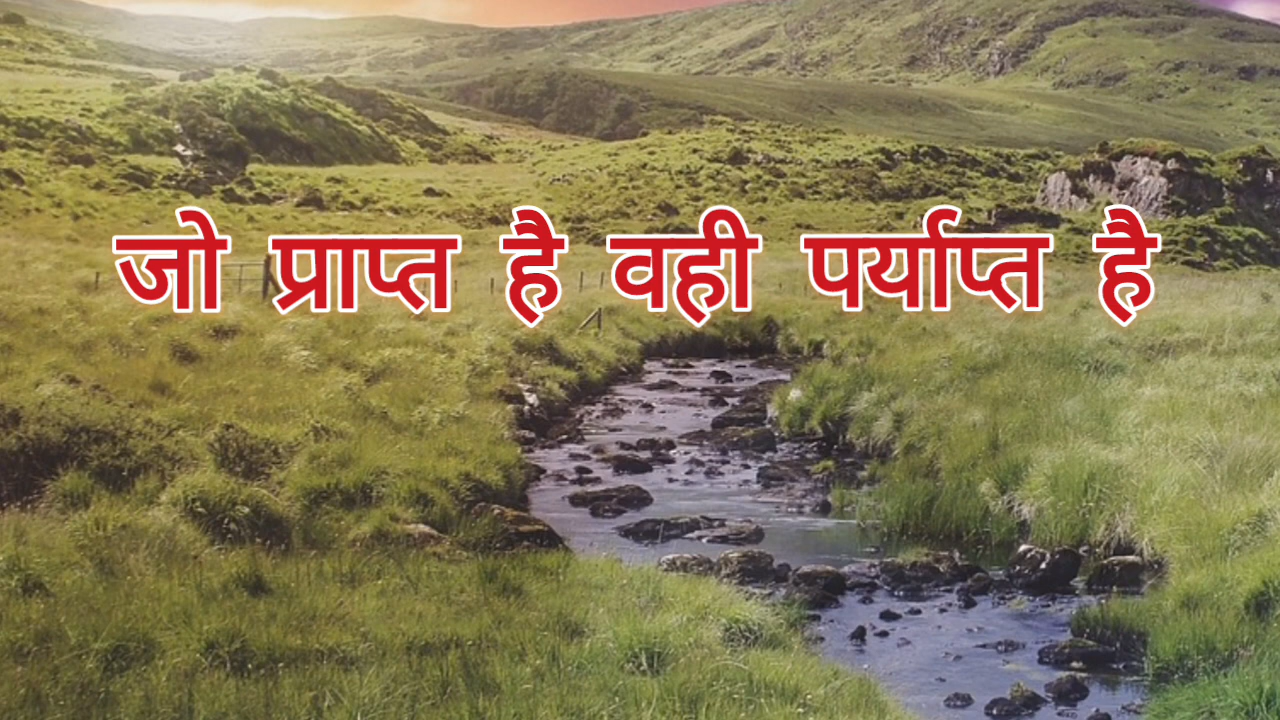 जो प्राप्त है वही पर्याप्त है